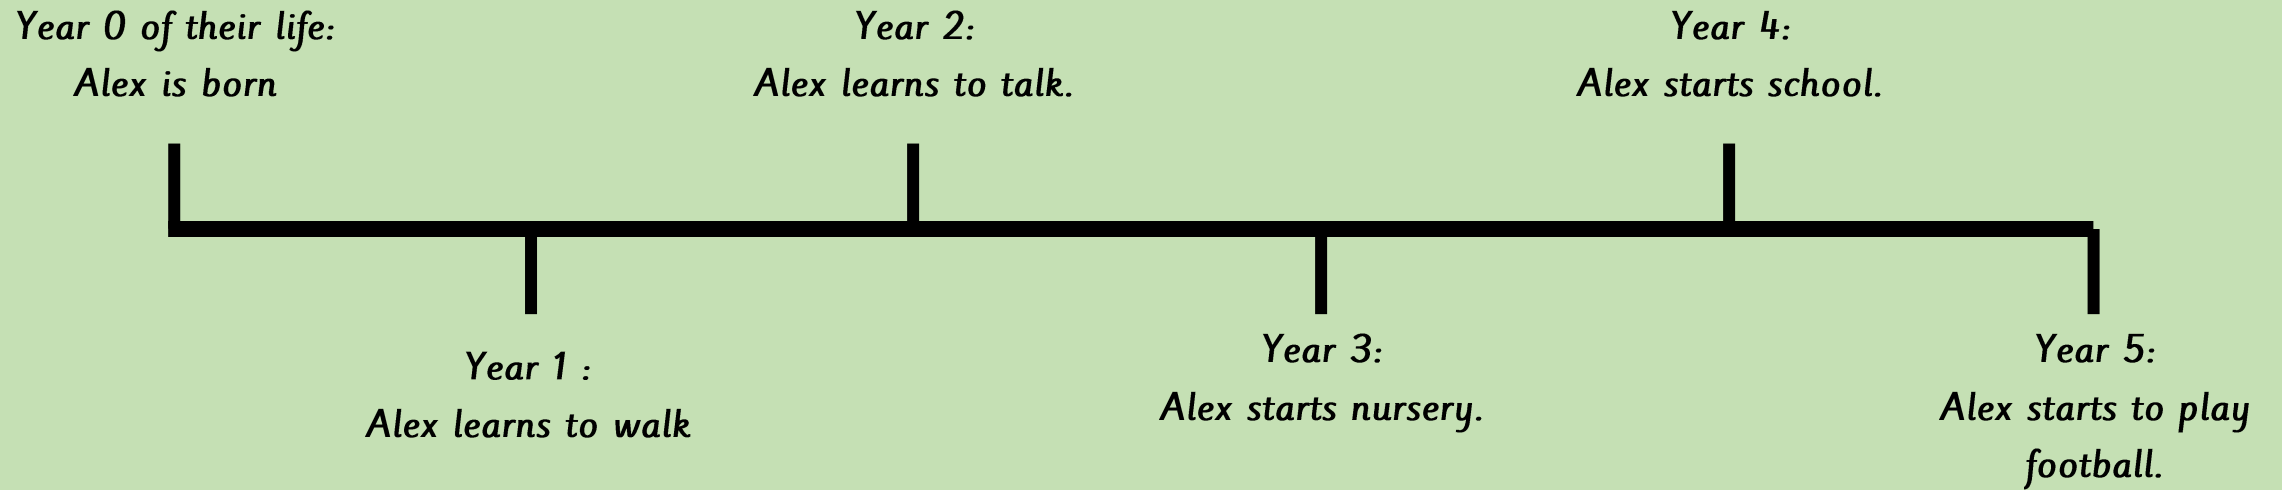 Year 0 of their life:
Alex is born
Year 1 :
Alex learns to walk
Year 2:
Alex learns to talk.
Year 3:
Alex starts nursery.
Year 4:
Alex starts school.
Year 5:
Alex starts to play
football.